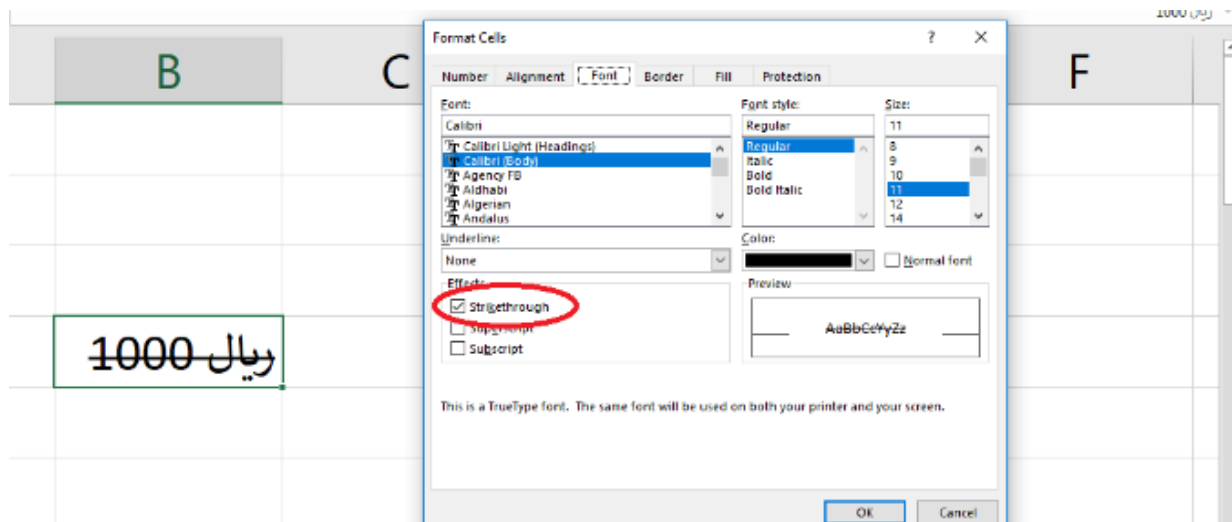 1000 ريال
Format Cells
? ×
B C F
Number Alignment Font Border Fill Protection
Font: Font style: Size:
Calibri Regular 11
Calibri Light (Headings) Regular 8
Calibri (Body) Italic 9
Agency FB Bold 10
Aldhabi Bold Italic 11
Algerian 12
Andalus 14
Underline: Color:
None Normal font
Effects Preview
Strikethrough
AaBbCcYyZz
Superscript
Subscript
ريال 1000
This is a TrueType font. The same font will be used on both your printer and your screen.
OK Cancel